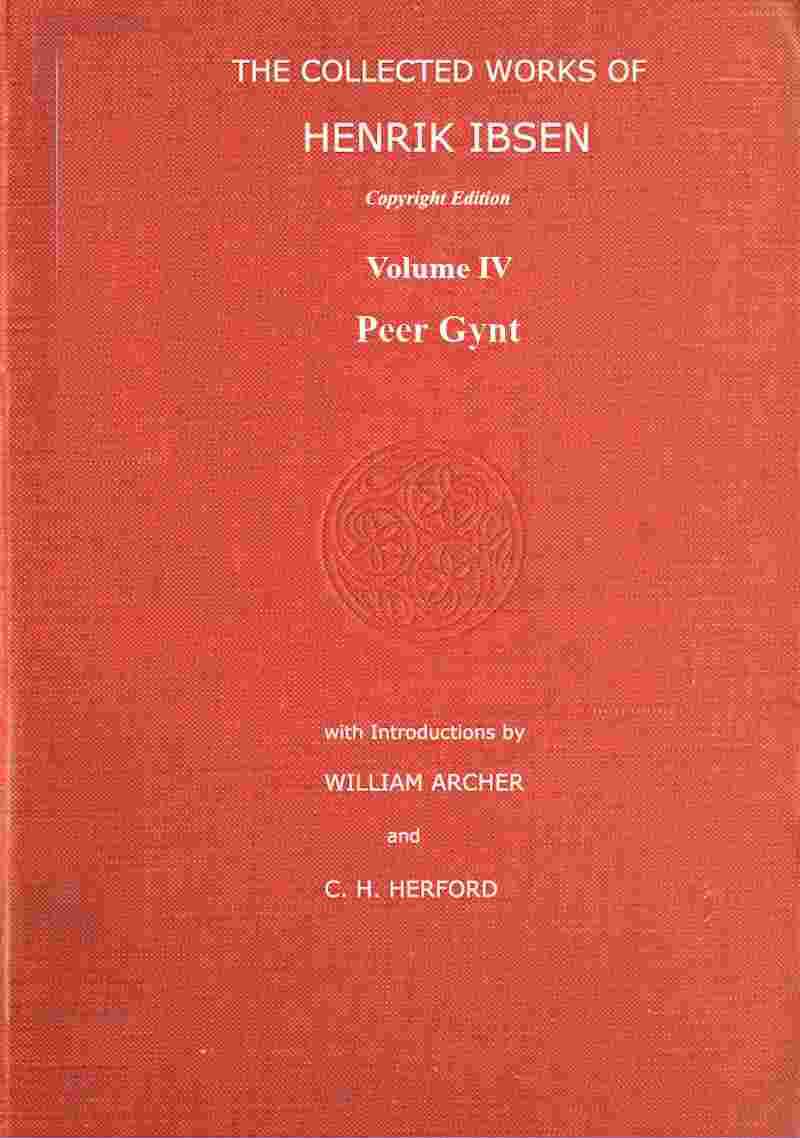 THE COLLECTED WORKS OF
HENRIK IBSEN
Copyright Edition
Volume IV
Peer Gynt
with Introductions by
WILLIAM ARCHER
and
C. H. HERFORD